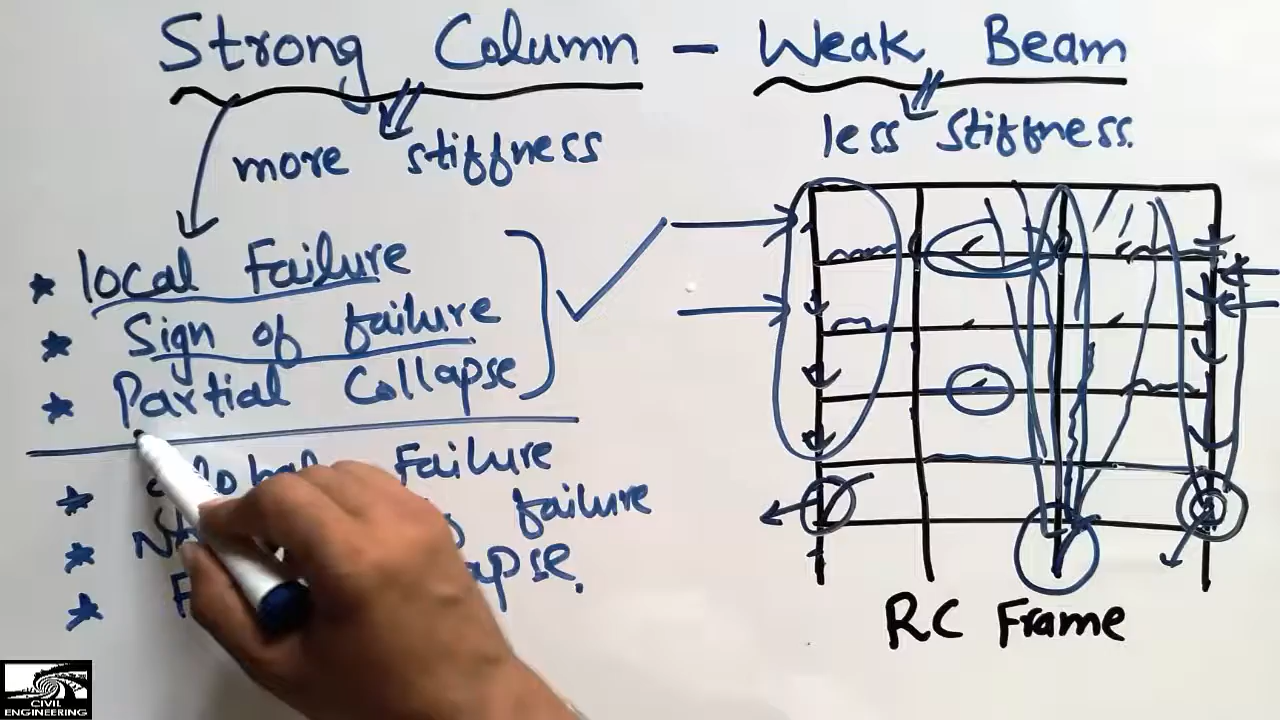 Strong Column - Weak Beam
more stiffness
less stiffness.
★ local Failure
★ Sign of failure
★ Partial Collapse
★ Global Failure
★ failure
★
RC Frame
CIVIL
ENGINEERING